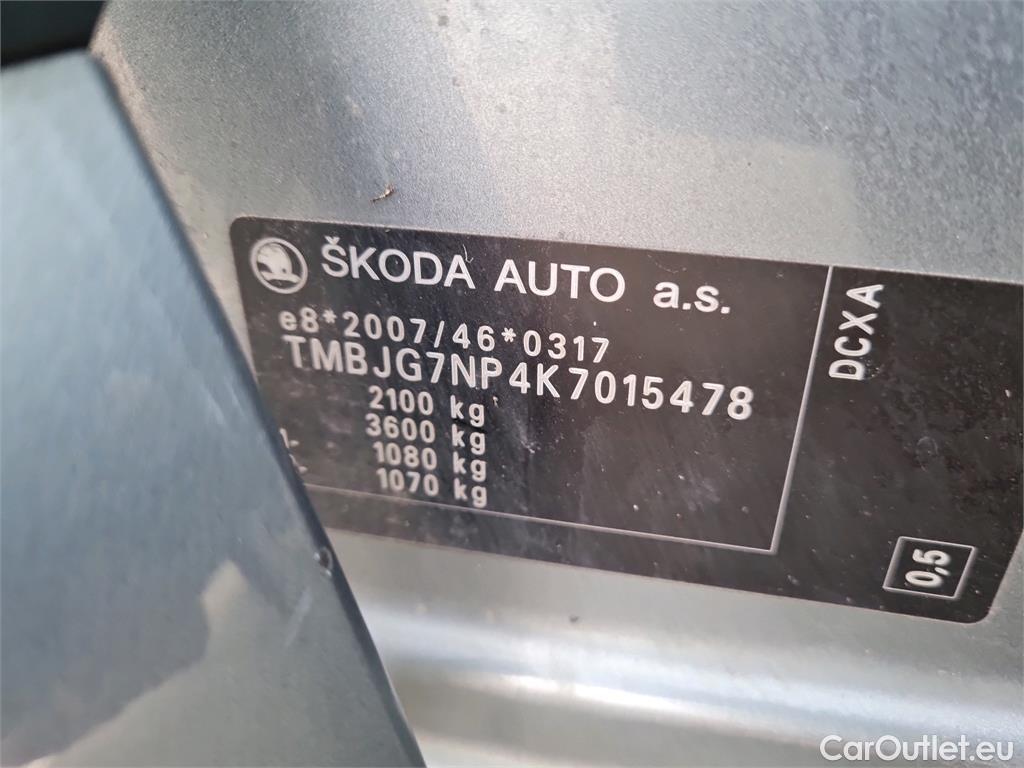 ŠKODA AUTO a.s.
e8*2007/46*0317
TMBJG7NP4K7015478
2100 kg
3600 kg
1- 1080 kg
1070 kg
DCXA
0,5
CarOutlet.eu